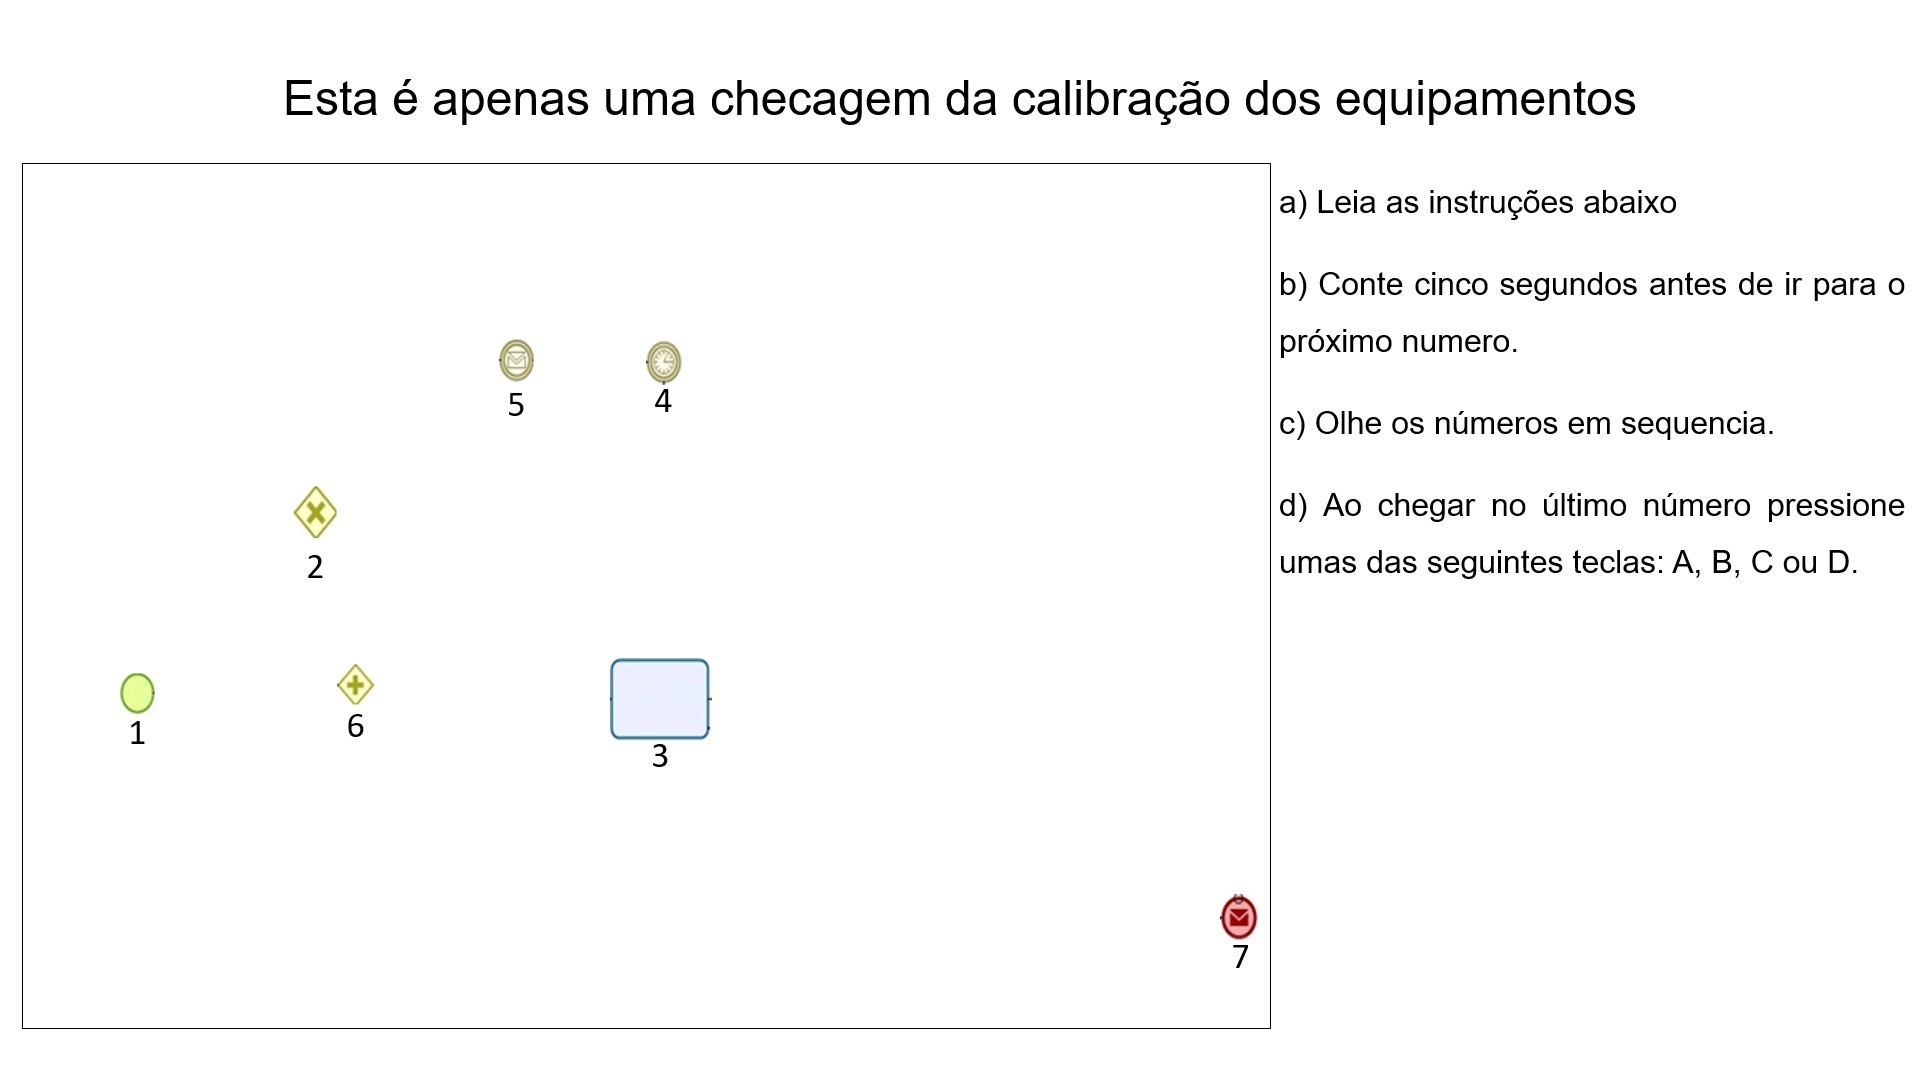 Esta é apenas uma checagem da calibração dos equipamentos
a) Leia as instruções abaixo
b) Conte cinco segundos antes de ir para o
próximo numero.
c) Olhe os números em sequencia.
d) Ao chegar no último número pressione
umas das seguintes teclas: A, B, C ou D.
5
4
2
1
6
3
7